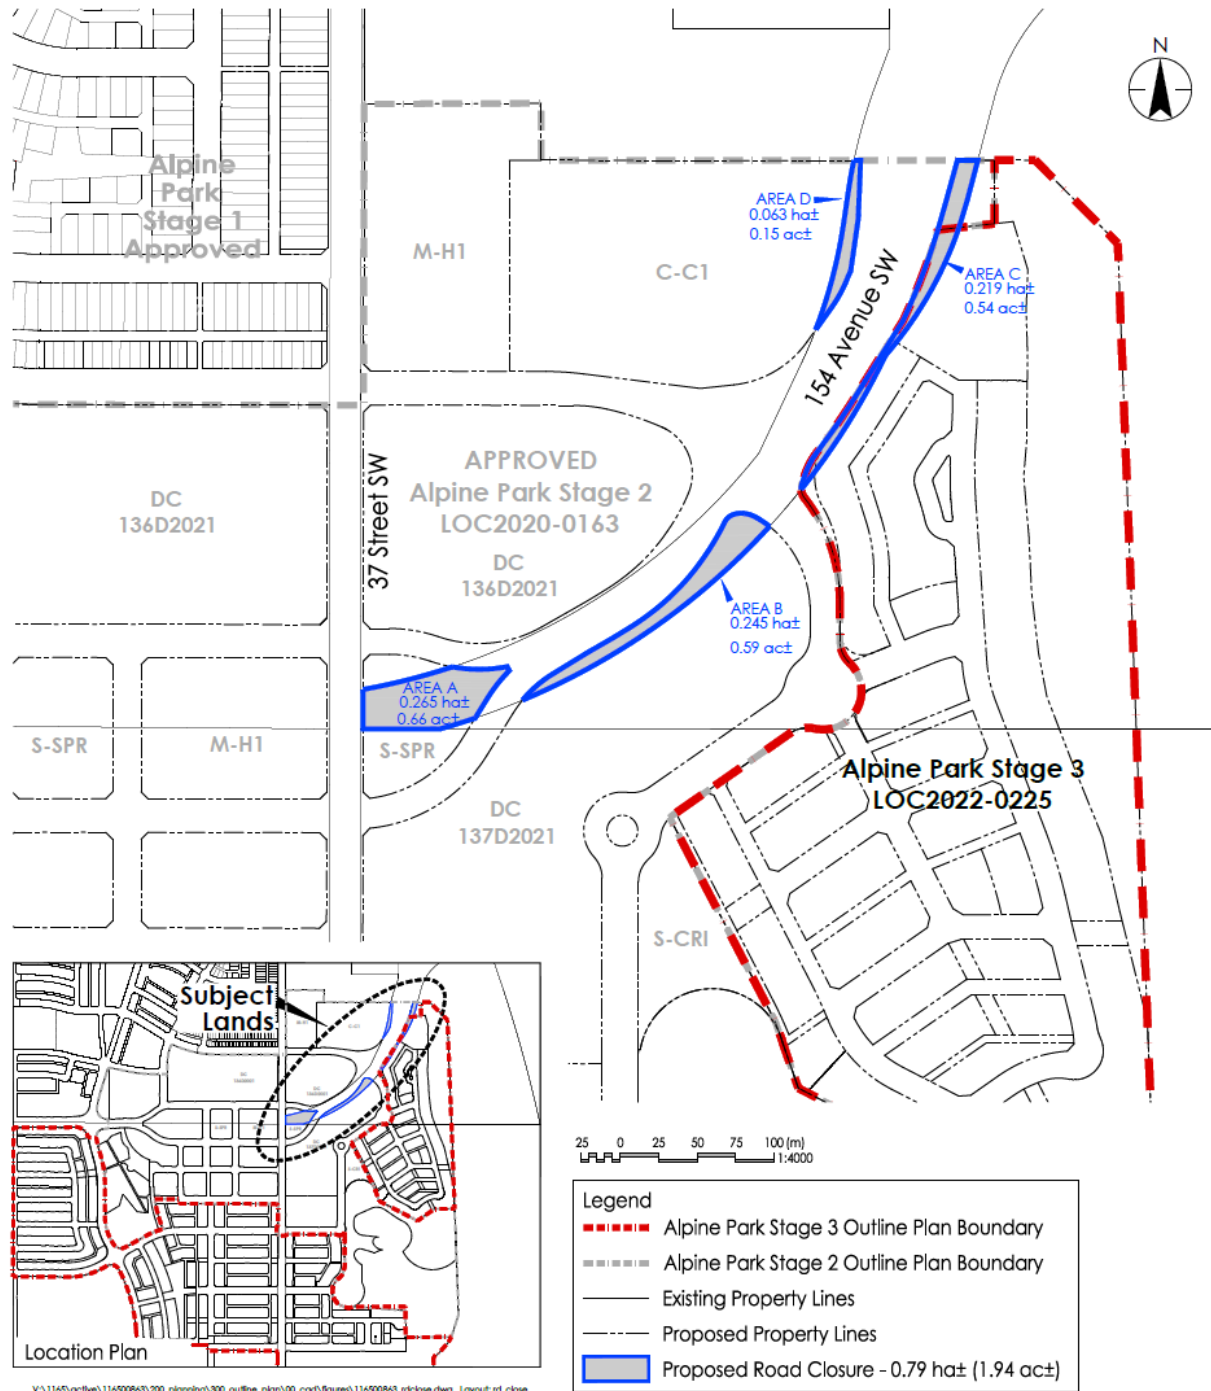 N
Alpine
Park
Stage 1
Approved
M-H1
C-C1
AREA D
0.063 ha±
0.15 ac±
AREA C
0.219 ha±
0.54 ac±
154 Avenue SW
37 Street SW
DC
136D2021
APPROVED
Alpine Park Stage 2
LOC2020-0163
DC
136D2021
AREA B
0.245 ha±
0.59 ac±
AREA A
0.265 ha±
0.66 ac±
S-SPR
M-H1
S-SPR
DC
137D2021
Alpine Park Stage 3
LOC2022-0225
S-CRI
Subject
Lands
C-C1
DC
DC
Location Plan
25 0 25 50 75 100 (m)
1:4000
Legend
Alpine Park Stage 3 Outline Plan Boundary
Alpine Park Stage 2 Outline Plan Boundary
Existing Property Lines
Proposed Property Lines
Proposed Road Closure - 0.79 ha± (1.94 ac±)